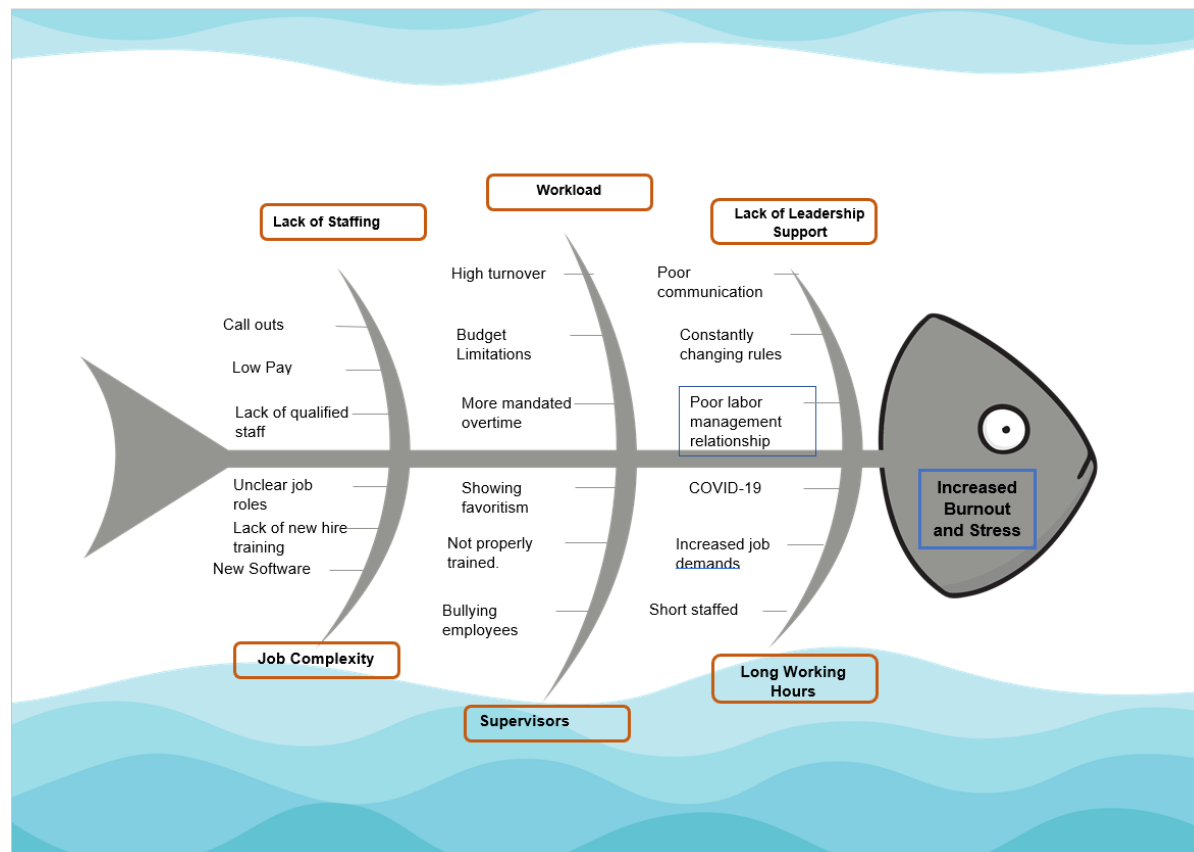 Workload
Lack of Staffing
Lack of Leadership
Support
High turnover
Poor
communication
Call outs
Budget
Limitations
Constantly
changing rules
Low Pay
Lack of qualified
staff
More mandated
overtime
Poor labor
management
relationship
Unclear job
roles
Lack of new hire
training
New Software
Showing
favoritism
Not properly
trained.
Bullying
employees
COVID-19
Increased job
demands
Short staffed
Increased
Burnout
and Stress
Job Complexity
Supervisors
Long Working
Hours